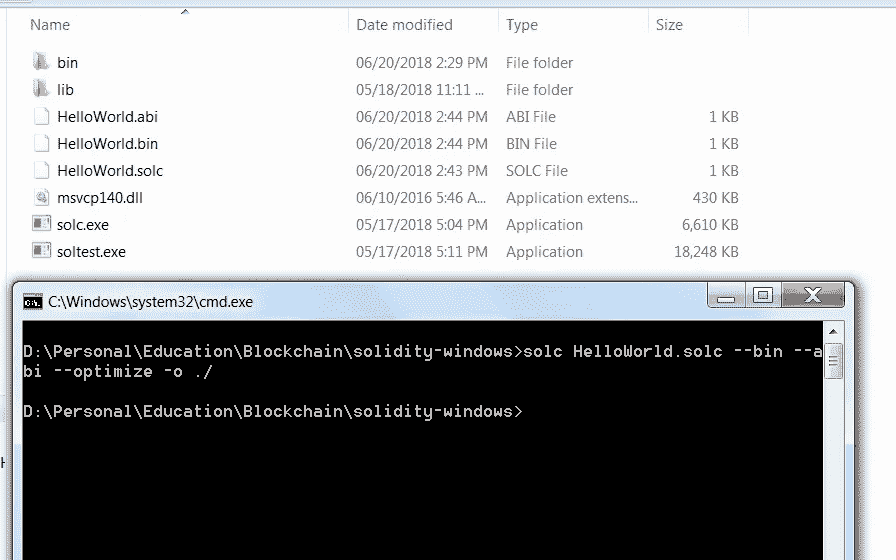 Name Date modified Type Size
bin 06/20/2018 2:29 PM File folder
lib 05/18/2018 11:11 ... File folder
HelloWorld.abi 06/20/2018 2:44 PM ABI File 1 KB
HelloWorld.bin 06/20/2018 2:44 PM BIN File 1 KB
HelloWorld.solc 06/20/2018 2:43 PM SOLC File 1 KB
msvcp140.dll 06/10/2016 5:46 A... Application extens... 430 KB
solc.exe 05/17/2018 5:04 PM Application 6,610 KB
soltest.exe 05/17/2018 5:11 PM Application 18,248 KB
C:\Windows\system32\cmd.exe
D:\Personal\Education\Blockchain\solidity-windows>solc HelloWorld.solc --bin --a
bi --optimize -o ./
D:\Personal\Education\Blockchain\solidity-windows>